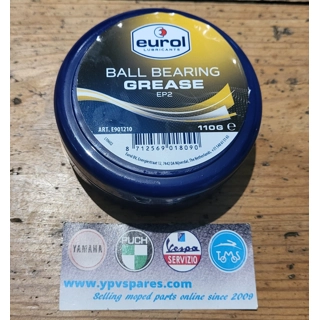 eurol
LUBRICANTS
BALL BEARING
GREASE
EP2
ART. E901210
110G e
8 712569 018090
YAMAHA
PUCH
Vespa
SERVIZIO
TMS
www.ypvspares.com
Selling moped parts online since 2009